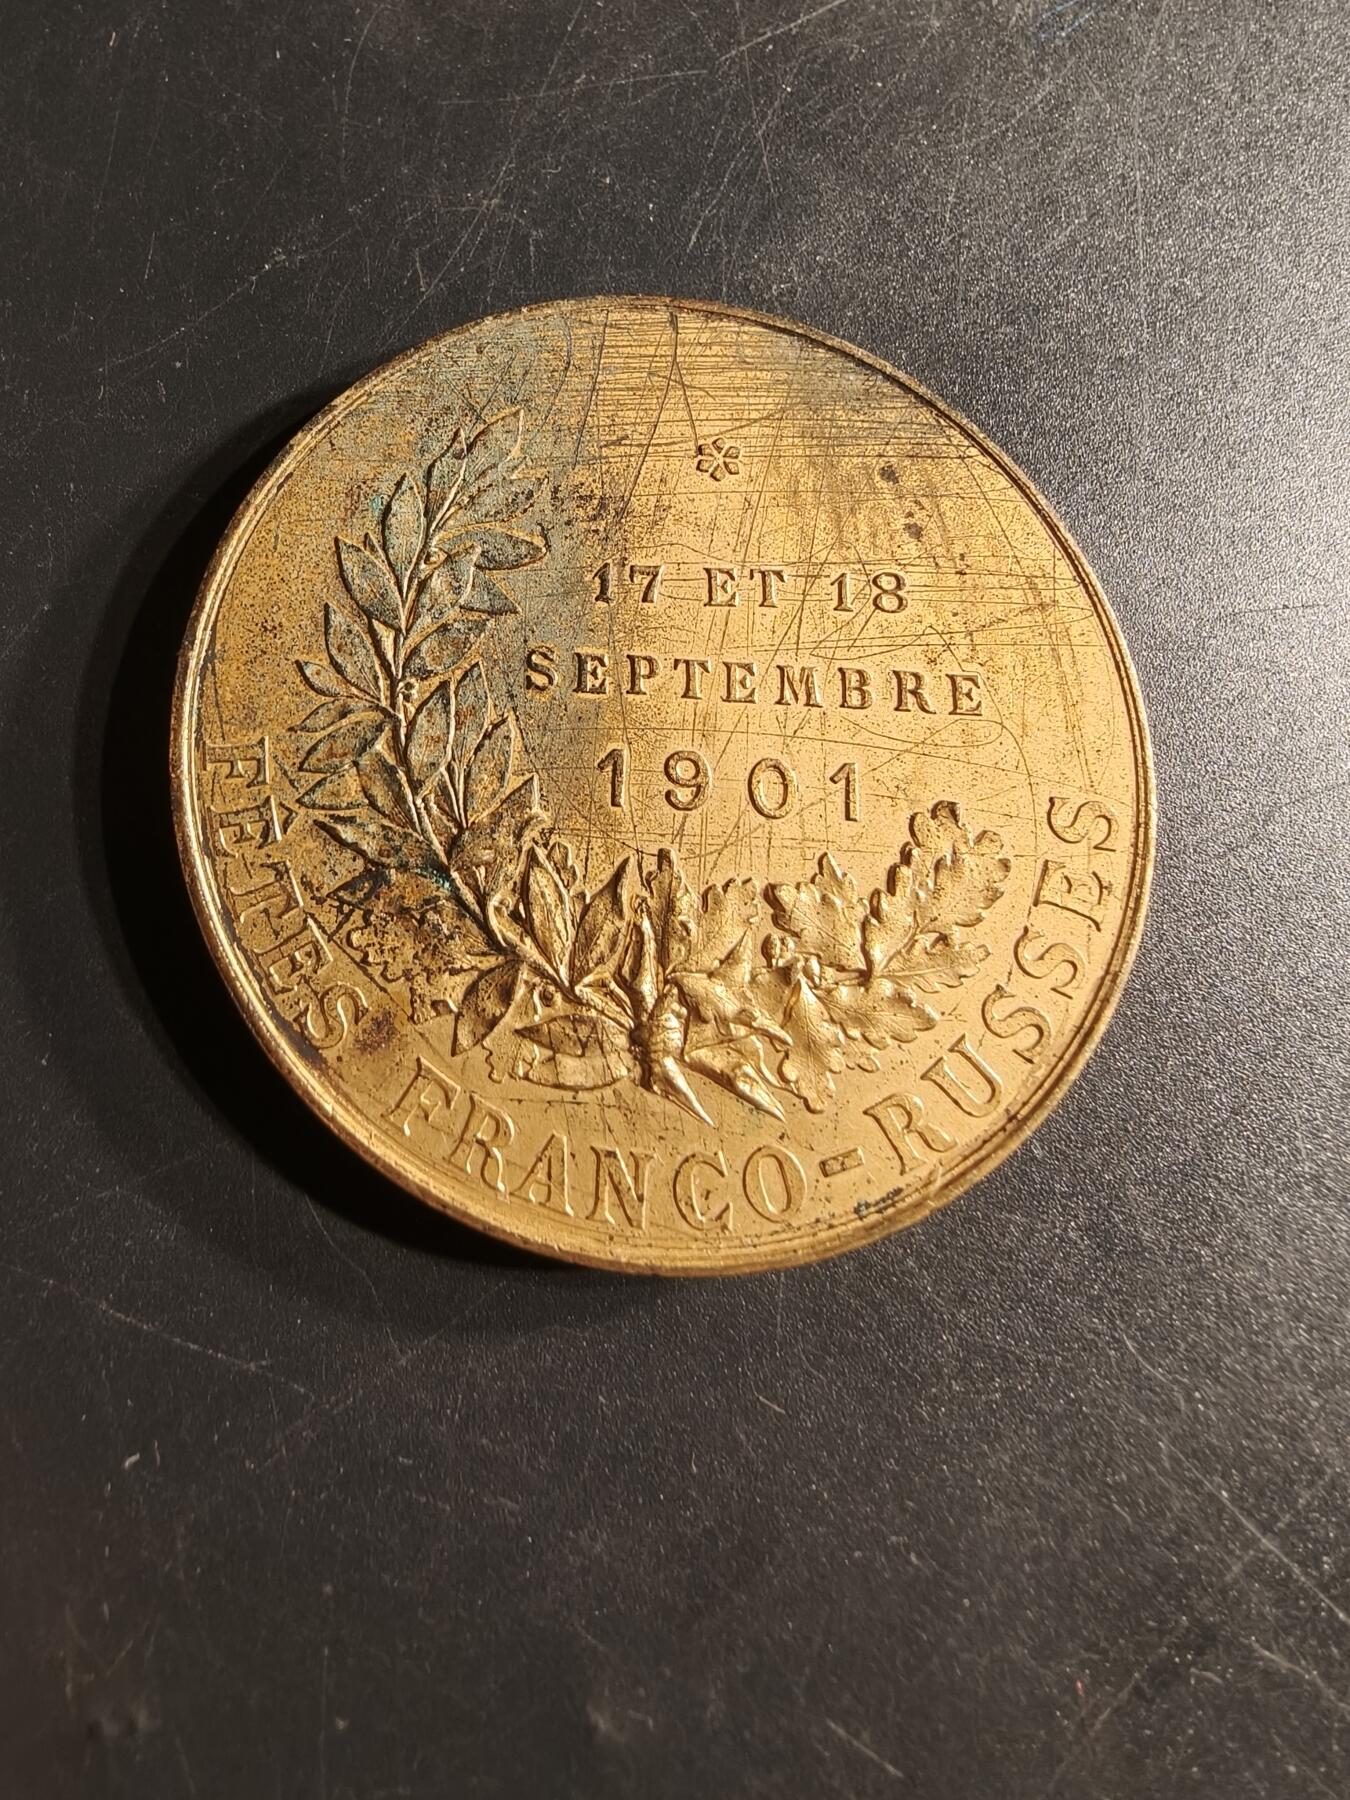 17 ET 18
SEPTEMBRE
1901
FÊTES FRANCO-RUSSES